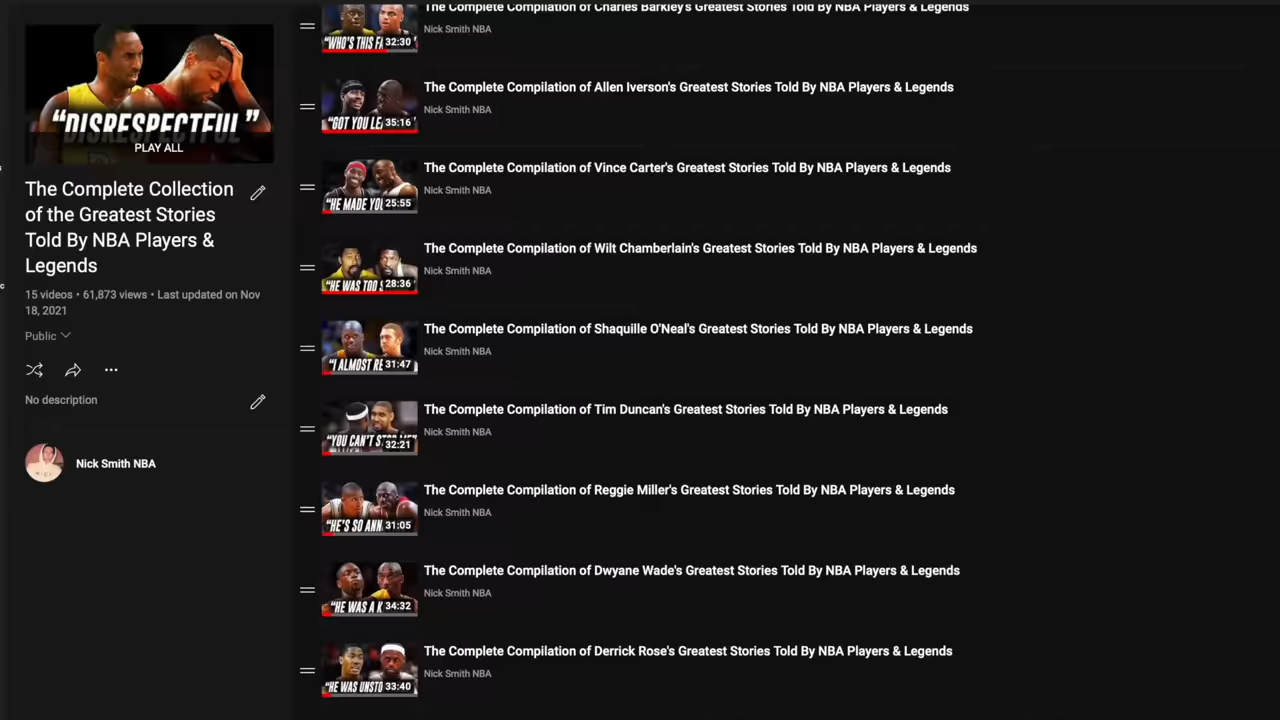 “DISRESPECTFUL”
PLAY ALL
The Complete Collection
of the Greatest Stories
Told By NBA Players &
Legends
15 videos • 61,873 views • Last updated on Nov
18, 2021
Public
No description
Nick Smith NBA
The Complete Compilation of Charles Barkley's Greatest Stories Told By NBA Players & Legends
Nick Smith NBA
“WHO'S THIS FA
32:30
The Complete Compilation of Allen Iverson's Greatest Stories Told By NBA Players & Legends
Nick Smith NBA
“GOT YOU LE
35:16
The Complete Compilation of Vince Carter's Greatest Stories Told By NBA Players & Legends
Nick Smith NBA
“HE MADE YOU
25:55
The Complete Compilation of Wilt Chamberlain's Greatest Stories Told By NBA Players & Legends
Nick Smith NBA
“HE WAS TOO S
28:36
The Complete Compilation of Shaquille O'Neal's Greatest Stories Told By NBA Players & Legends
Nick Smith NBA
“I ALMOST RE
31:47
The Complete Compilation of Tim Duncan's Greatest Stories Told By NBA Players & Legends
Nick Smith NBA
“YOU CAN'T STOP ME”
32:21
The Complete Compilation of Reggie Miller's Greatest Stories Told By NBA Players & Legends
Nick Smith NBA
“HE'S SO ANN
31:05
The Complete Compilation of Dwyane Wade's Greatest Stories Told By NBA Players & Legends
Nick Smith NBA
“HE WAS A K
34:32
The Complete Compilation of Derrick Rose's Greatest Stories Told By NBA Players & Legends
Nick Smith NBA
“HE WAS UNSTO
33:40